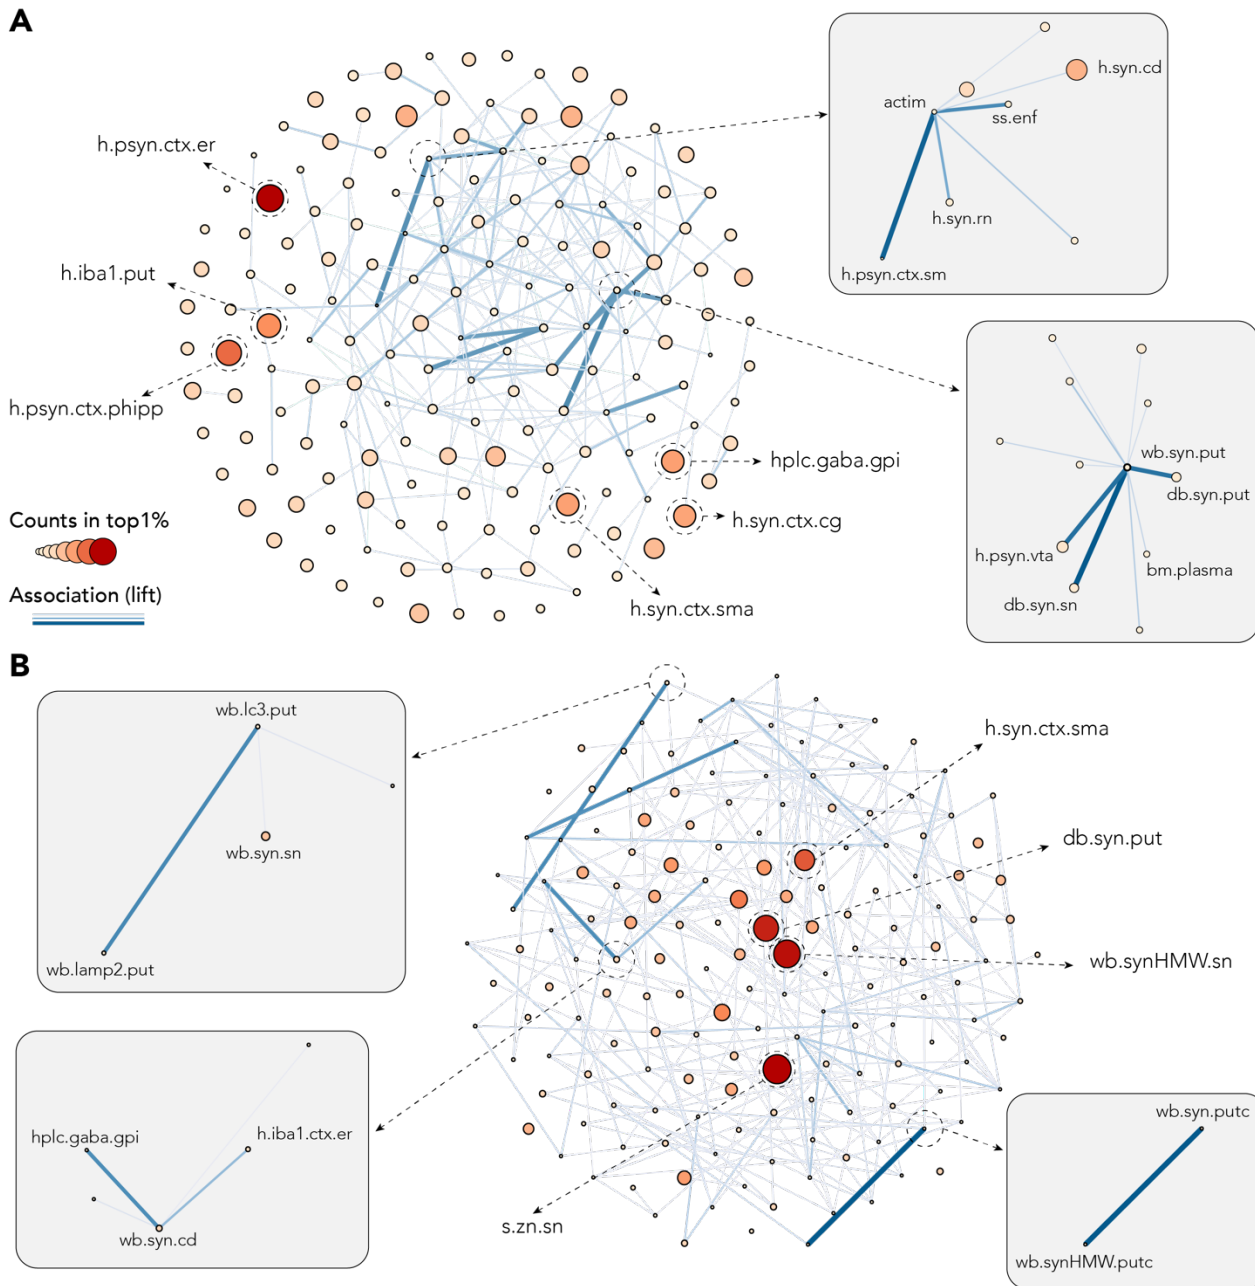 A
h.psyn.ctx.er
h.iba1.put
h.psyn.ctx.phipp
Counts in top1%
Association (lift)
hplc.gaba.gpi
h.syn.ctx.cg
h.syn.ctx.sma
h.syn.cd
actim
ss.enf
h.syn.rn
h.psyn.ctx.sm
wb.syn.put
db.syn.put
h.psyn.vta
bm.plasma
db.syn.sn
B
wb.lc3.put
wb.syn.sn
wb.lamp2.put
hplc.gaba.gpi
h.iba1.ctx.er
wb.syn.cd
h.syn.ctx.sma
db.syn.put
wb.synHMW.sn
s.zn.sn
wb.syn.putc
wb.synHMW.putc